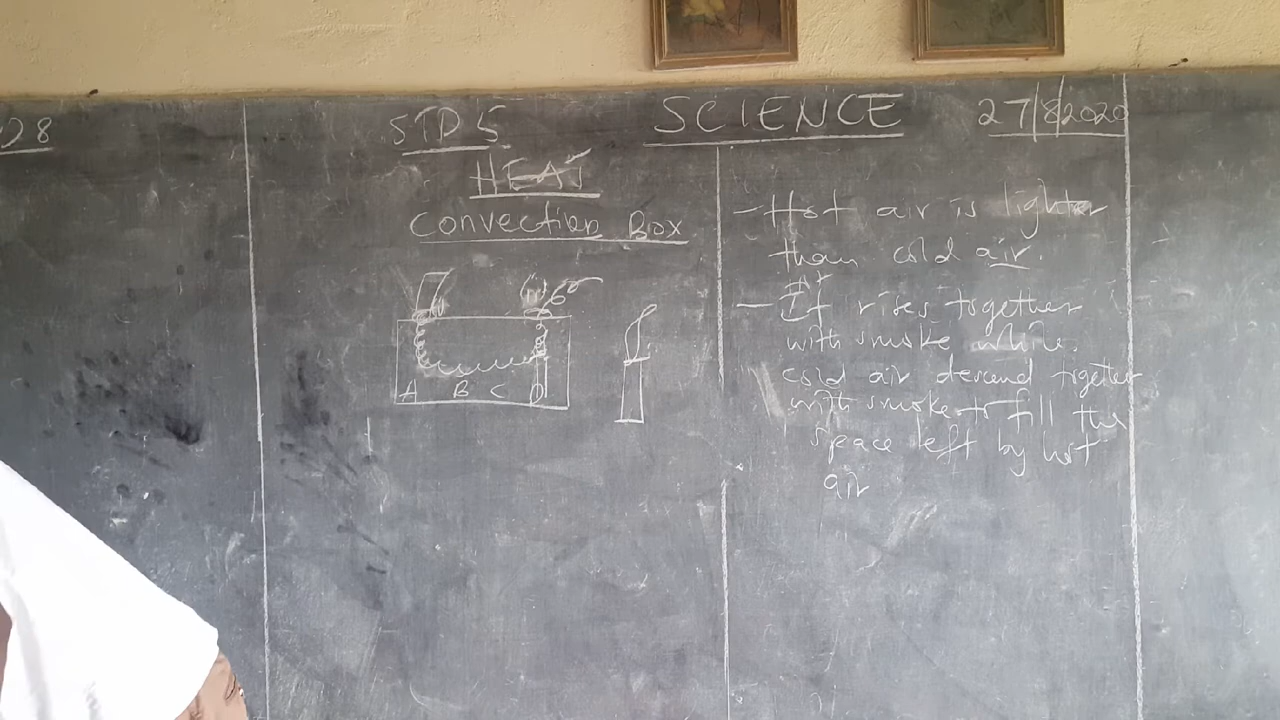 28
STD 5
SCIENCE
27/8/2020
HEAT
Convection Box
A B C D
- Hot air is lighter
than cold air.
- It rises together
with smoke while
cold air descend together
with smoke to fill the
space left by hot
air